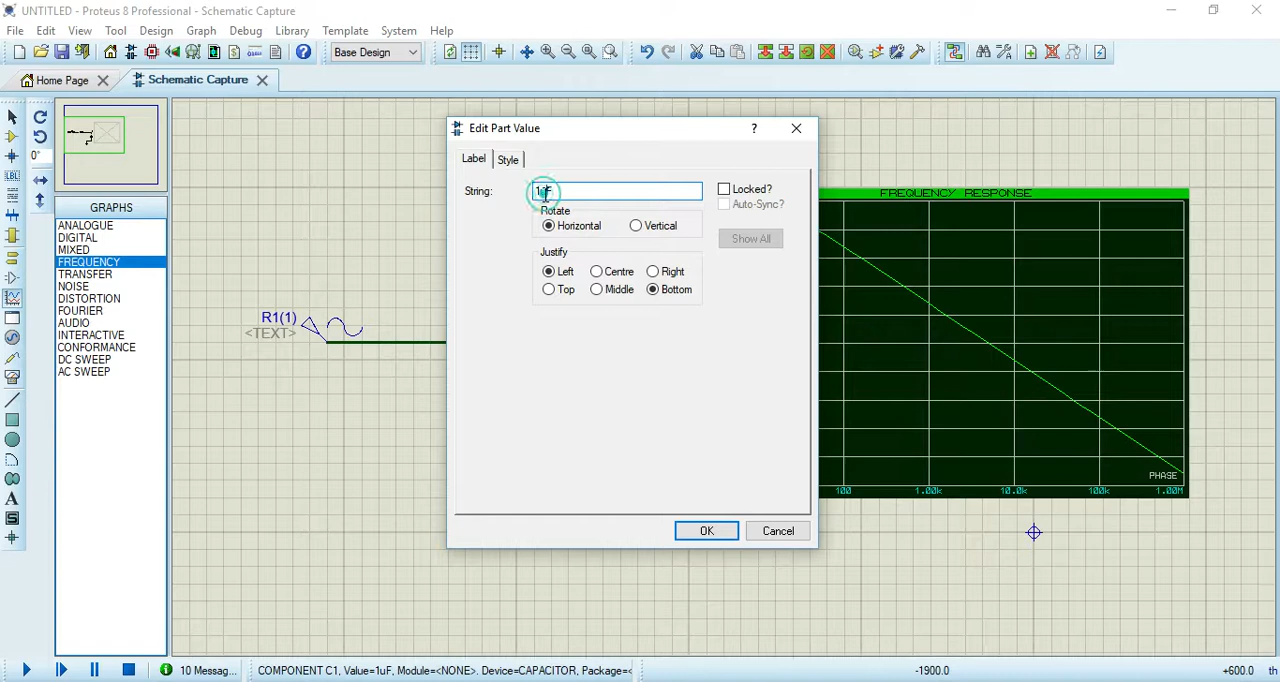 UNTITLED - Proteus 8 Professional - Schematic Capture
File Edit View Tool Design Graph Debug Library Template System Help
Base Design
Home Page
Schematic Capture
0°
GRAPHS
ANALOGUE
DIGITAL
MIXED
FREQUENCY
TRANSFER
NOISE
DISTORTION
FOURIER
AUDIO
INTERACTIVE
CONFORMANCE
DC SWEEP
AC SWEEP
LBL
A
S
R1(1)
<TEXT>
Edit Part Value
?
Label
Style
String:
Locked?
Auto-Sync?
Show All
Rotate
Horizontal
Vertical
Justify
Left
Centre
Right
Top
Middle
Bottom
OK
Cancel
FREQUENCY RESPONSE
PHASE
100
1.00k
10.0k
100k
1.00M
10 Messag...
COMPONENT C1, Value=1uF, Module=<NONE>. Device=CAPACITOR, Package=<
-1900.0
+600.0
th